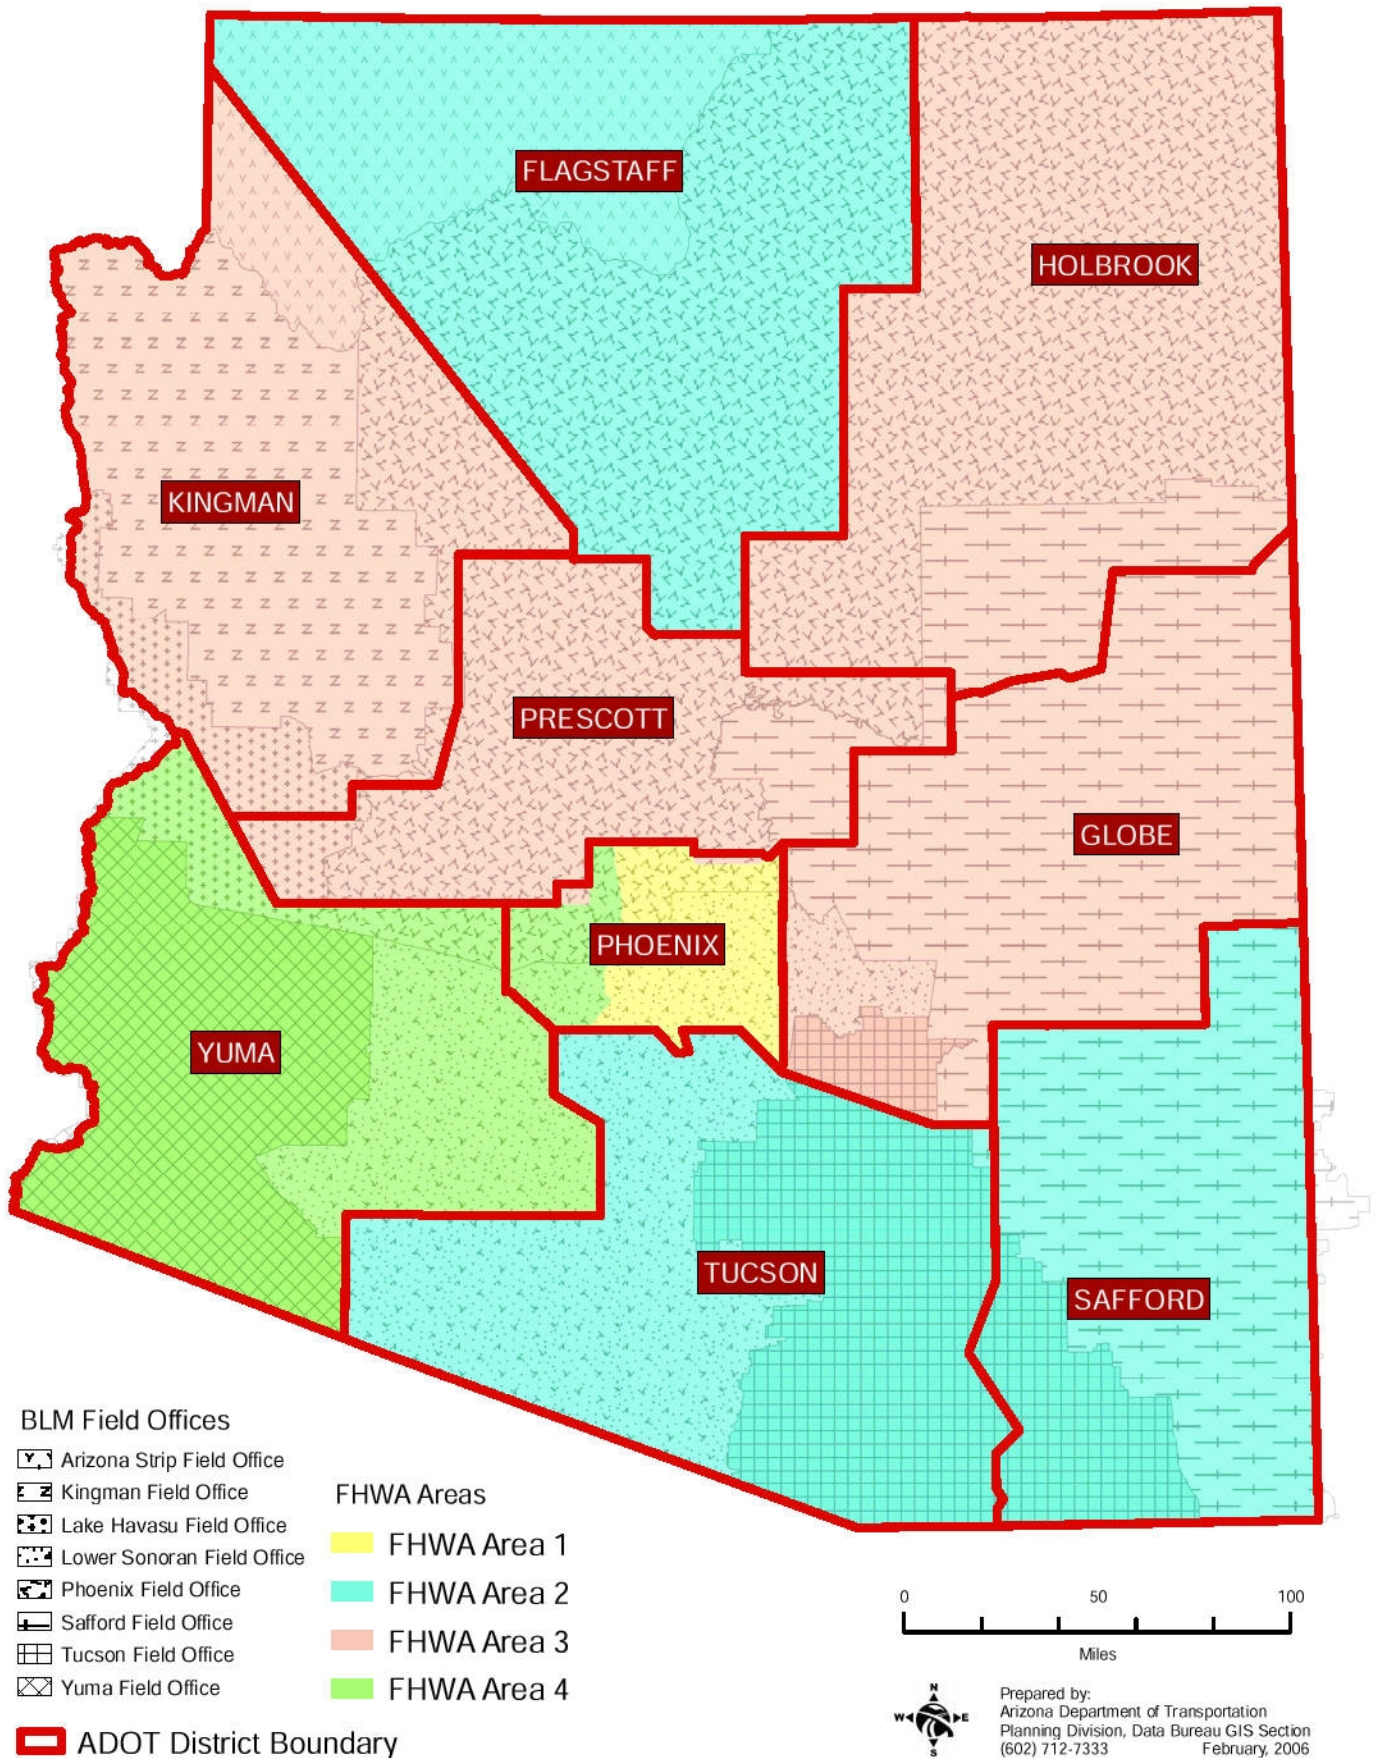 FLAGSTAFF
HOLBROOK
KINGMAN
PRESCOTT
GLOBE
PHOENIX
YUMA
TUCSON
SAFFORD
BLM Field Offices
Arizona Strip Field Office
Kingman Field Office
Lake Havasu Field Office
Lower Sonoran Field Office
Phoenix Field Office
Safford Field Office
Tucson Field Office
Yuma Field Office
ADOT District Boundary
FHWA Areas
FHWA Area 1
FHWA Area 2
FHWA Area 3
FHWA Area 4
0 50 100
Miles
N
W E
S
Prepared by:
Arizona Department of Transportation
Planning Division, Data Bureau GIS Section
(602) 712-7333 February, 2006